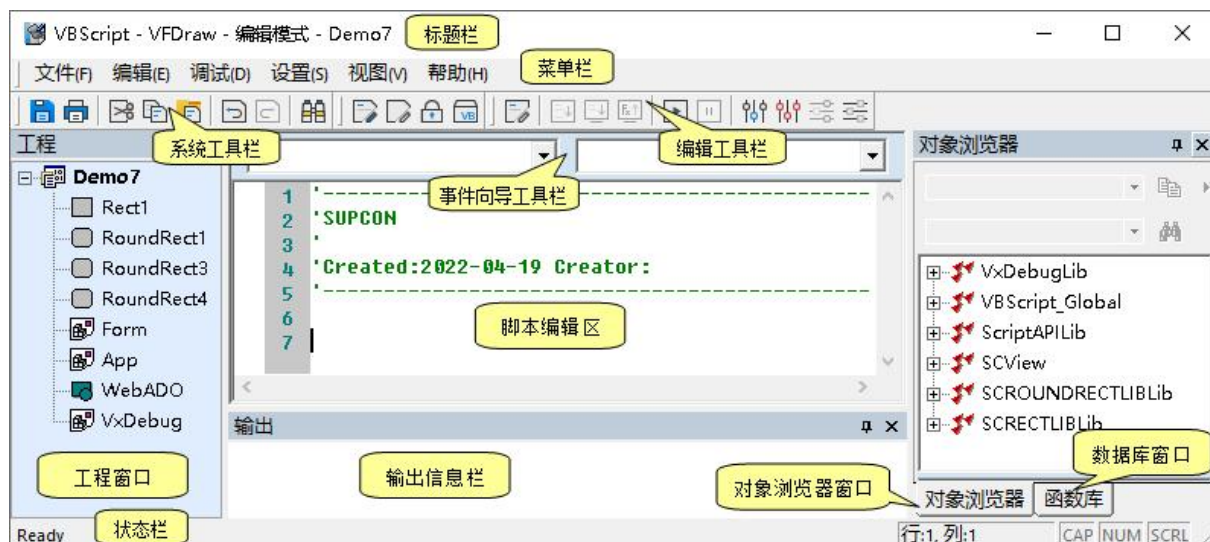 VBScript - VFDraw - 编辑模式 - Demo7
标题栏
文件(F) 编辑(E) 调试(D) 设置(S) 视图(V) 帮助(H)
菜单栏
VB
系统工具栏
编辑工具栏
工程
事件向导工具栏
对象浏览器
Demo7
Rect1
RoundRect1
RoundRect3
RoundRect4
Form
App
WebADO
VxDebug
工程窗口
1 '--------------------------------------------------
2 'SUPCON
3 '
4 'Created:2022-04-19 Creator:
5 '--------------------------------------------------
6
7
脚本编辑区
输出
输出信息栏
VxDebugLib
VBScript_Global
ScriptAPILib
SCView
SCROUNDRECTLIBLib
SCRECTLIBLib
数据库窗口
对象浏览器窗口
对象浏览器 函数库
状态栏
Ready
行:1, 列:1 CAP NUM SCRL